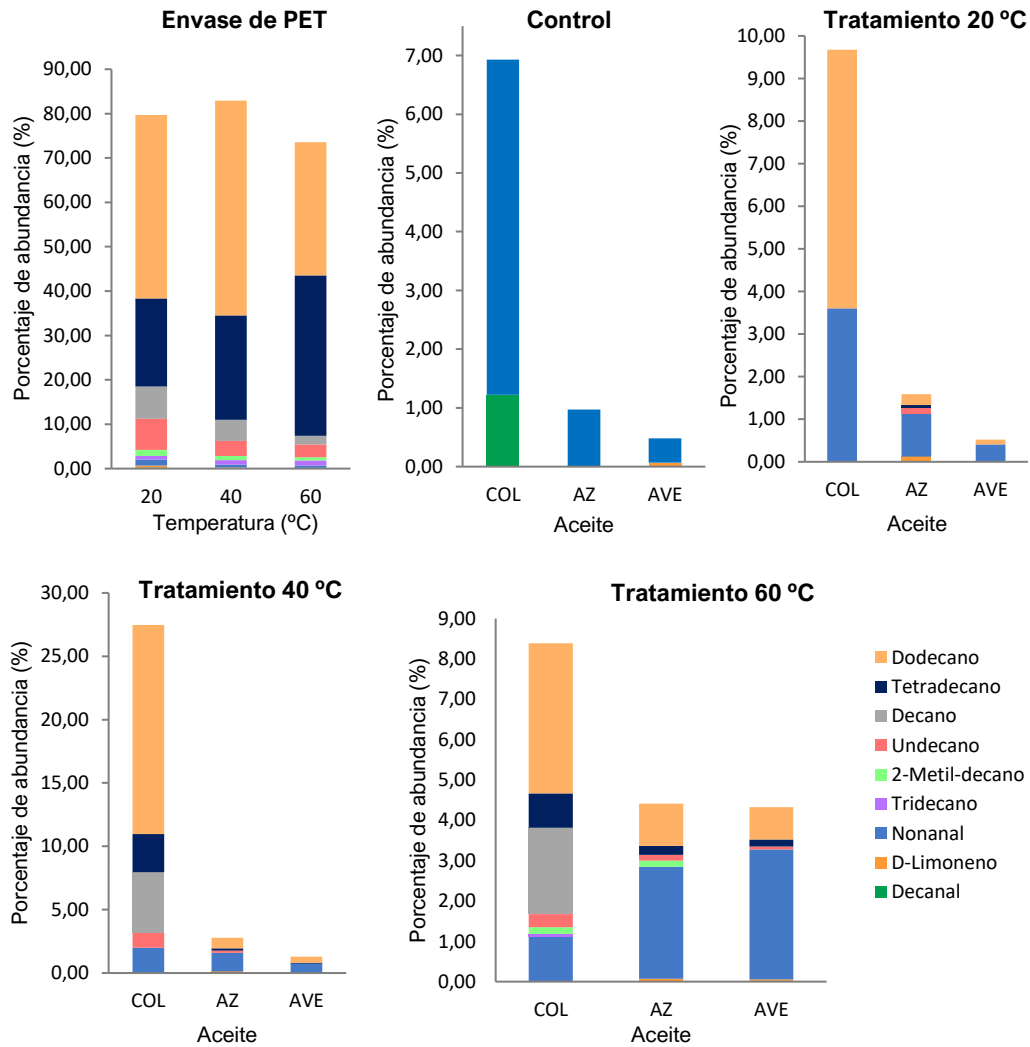 Envase de PET
Porcentaje de abundancia (%)
90,00
80,00
70,00
60,00
50,00
40,00
30,00
20,00
10,00
0,00
20 40 60
Temperatura (ºC)
Control
Porcentaje de abundancia (%)
7,00
6,00
5,00
4,00
3,00
2,00
1,00
0,00
COL AZ AVE
Aceite
Tratamiento 20 ºC
Porcentaje de abundancia (%)
10,00
9,00
8,00
7,00
6,00
5,00
4,00
3,00
2,00
1,00
0,00
COL AZ AVE
Aceite
Tratamiento 40 ºC
Porcentaje de abundancia (%)
30,00
25,00
20,00
15,00
10,00
5,00
0,00
COL AZ AVE
Aceite
Tratamiento 60 ºC
Porcentaje de abundancia (%)
9,00
8,00
7,00
6,00
5,00
4,00
3,00
2,00
1,00
0,00
COL AZ AVE
Aceite
Dodecano
Tetradecano
Decano
Undecano
2-Metil-decano
Tridecano
Nonanal
D-Limoneno
Decanal